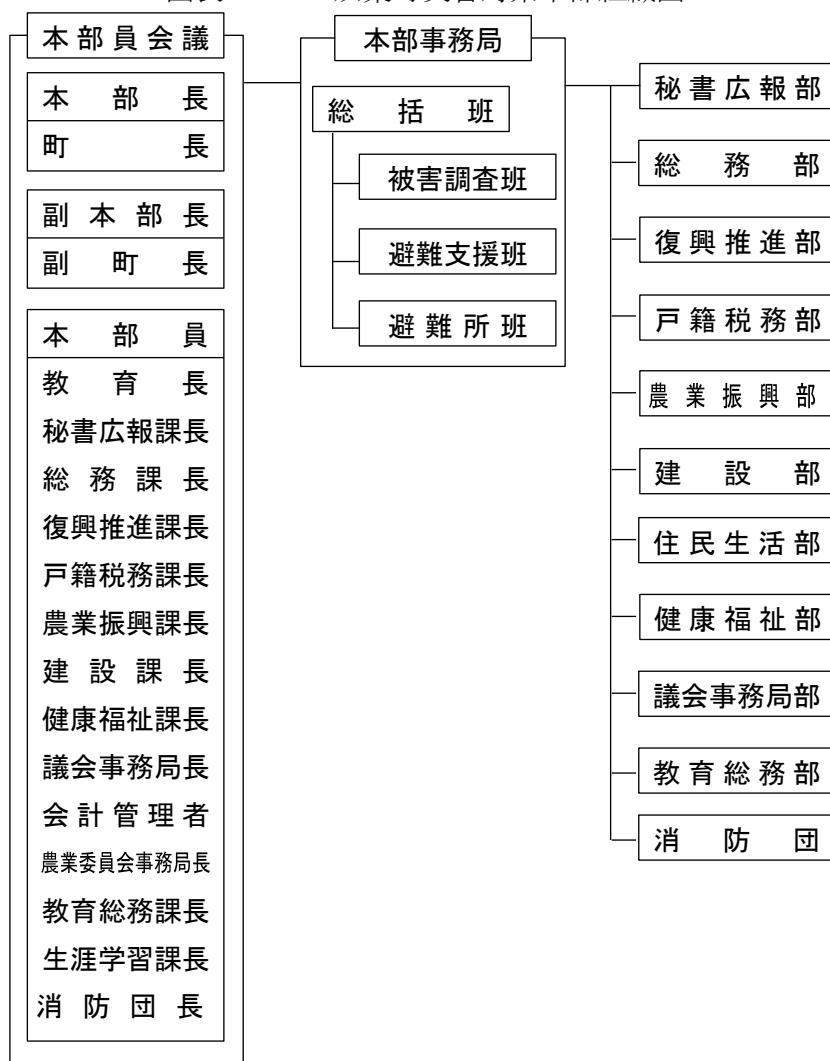 本部員会議
本部長
町長
副本部長
副町長
本部員
教育長
秘書広報課長
総務課長
復興推進課長
戸籍税務課長
農業振興課長
建設課長
健康福祉課長
議会事務局長
会計管理者
農業委員会事務局長
教育総務課長
生涯学習課長
消防団長
本部事務局
総括班
被害調査班
避難支援班
避難所班
秘書広報部
総務部
復興推進部
戸籍税務部
農業振興部
建設部
住民生活部
健康福祉部
議会事務局部
教育総務部
消防団